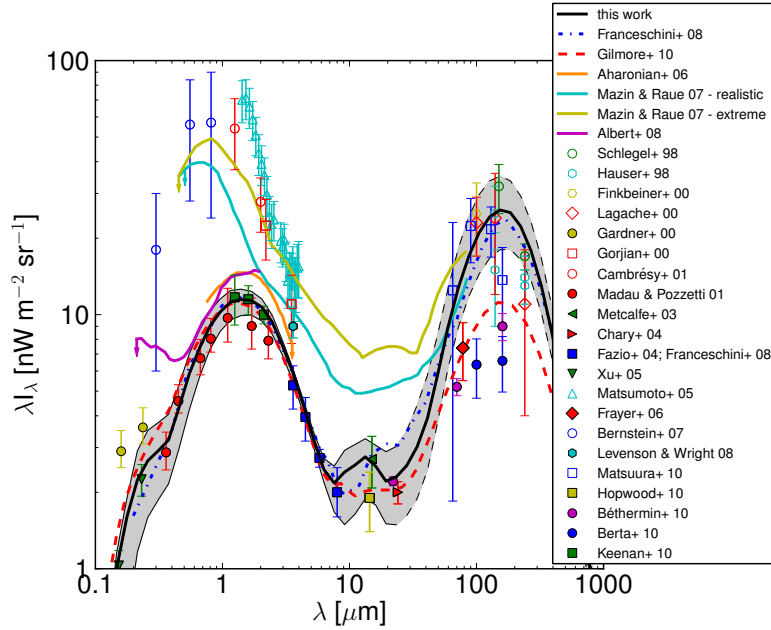 100
10
1
λI_λ [nW m⁻² sr⁻¹]
0.1
1
10
100
1000
λ [μm]
this work
Franceschini+ 08
Gilmore+ 10
Aharonian+ 06
Mazin & Raue 07 - realistic
Mazin & Raue 07 - extreme
Albert+ 08
Schlegel+ 98
Hauser+ 98
Finkbeiner+ 00
Lagache+ 00
Gardner+ 00
Gorjian+ 00
Cambrésy+ 01
Madau & Pozzetti 01
Metcalfe+ 03
Chary+ 04
Fazio+ 04; Franceschini+ 08
Xu+ 05
Matsumoto+ 05
Frayer+ 06
Bernstein+ 07
Levenson & Wright 08
Matsuura+ 10
Hopwood+ 10
Béthermin+ 10
Berta+ 10
Keenan+ 10